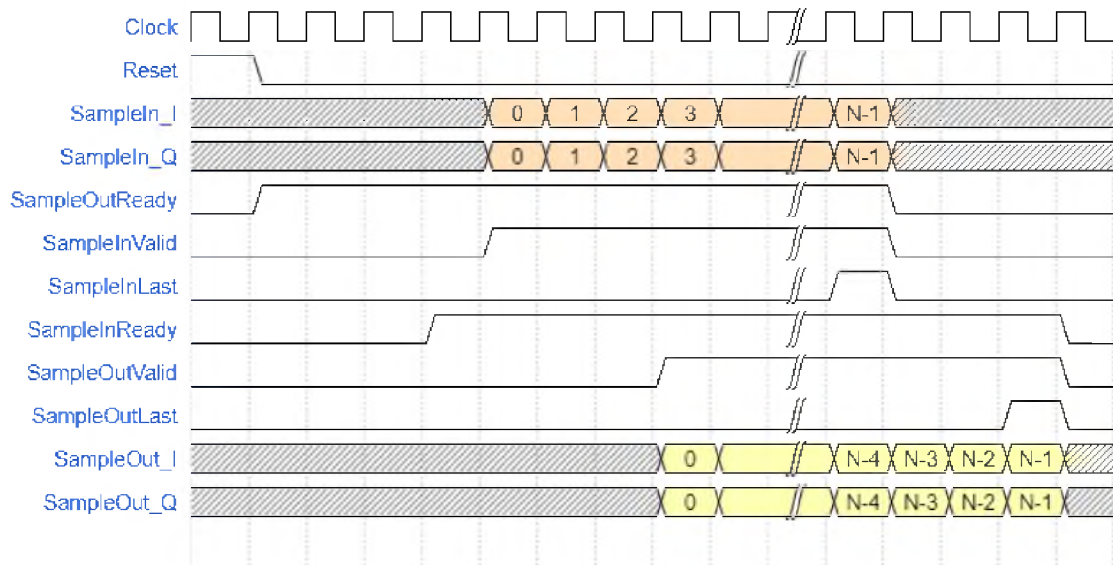 Clock
Reset
SampleIn_I 0 1 2 3 N-1
SampleIn_Q 0 1 2 3 N-1
SampleOutReady
SampleInValid
SampleInLast
SampleInReady
SampleOutValid
SampleOutLast
SampleOut_I 0 N-4 N-3 N-2 N-1
SampleOut_Q 0 N-4 N-3 N-2 N-1